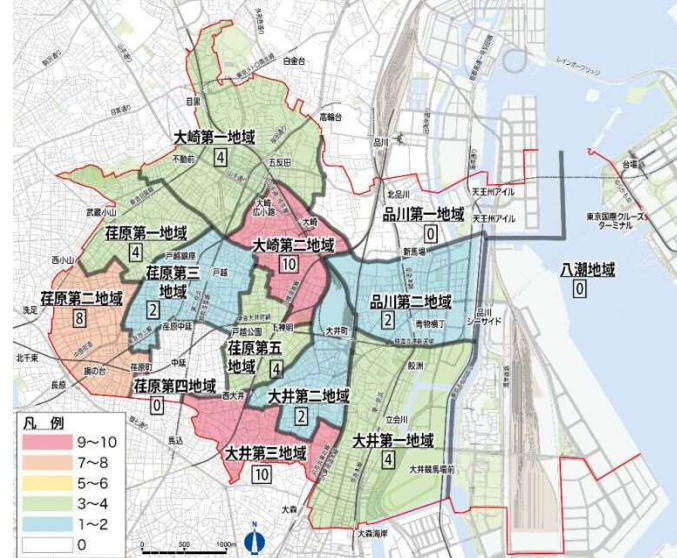 白金台
目黒
高輪台
大崎第一地域
4
不動前
五反田
品川
レインボーブリッジ
台場
武蔵小山
大崎広小路
大崎
北品川
天王洲アイル
品川第一地域
0
天王洲アイル
東京国際クルーズターミナル
荏原第一地域
4
西小山
戸越銀座
大崎第二地域
10
新馬場
八潮地域
0
洗足
荏原第二地域
8
荏原第三地域
2
戸越
品川第二地域
2
青物横丁
品川シーサイド
荏原中延
戸越公園
下神明
大井町
北千束
旗の台
荏原町
中延
荏原第五地域
4
鮫洲
長原
荏原第四地域
0
西大井
大井第二地域
2
立会川
馬込
大井第三地域
10
大井第一地域
4
大井競馬場前
大森
大森海岸
凡 例
9～10
7～8
5～6
3～4
1～2
0
0
500
1000m
N